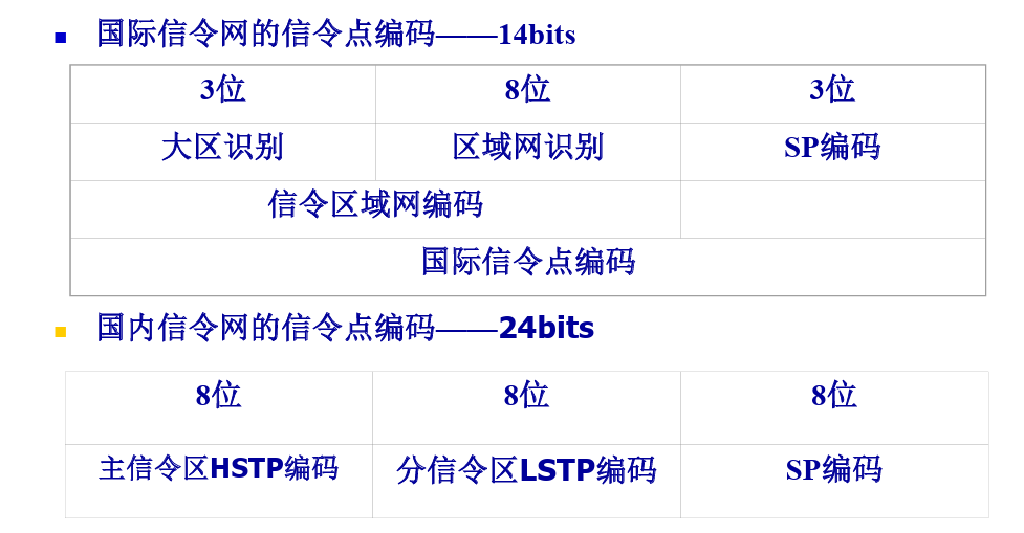 国际信令网的信令点编码——14bits
3位 8位 3位
大区识别 区域网识别 SP编码
信令区域网编码
国际信令点编码
国内信令网的信令点编码——24bits
8位 8位 8位
主信令区HSTP编码 分信令区LSTP编码 SP编码